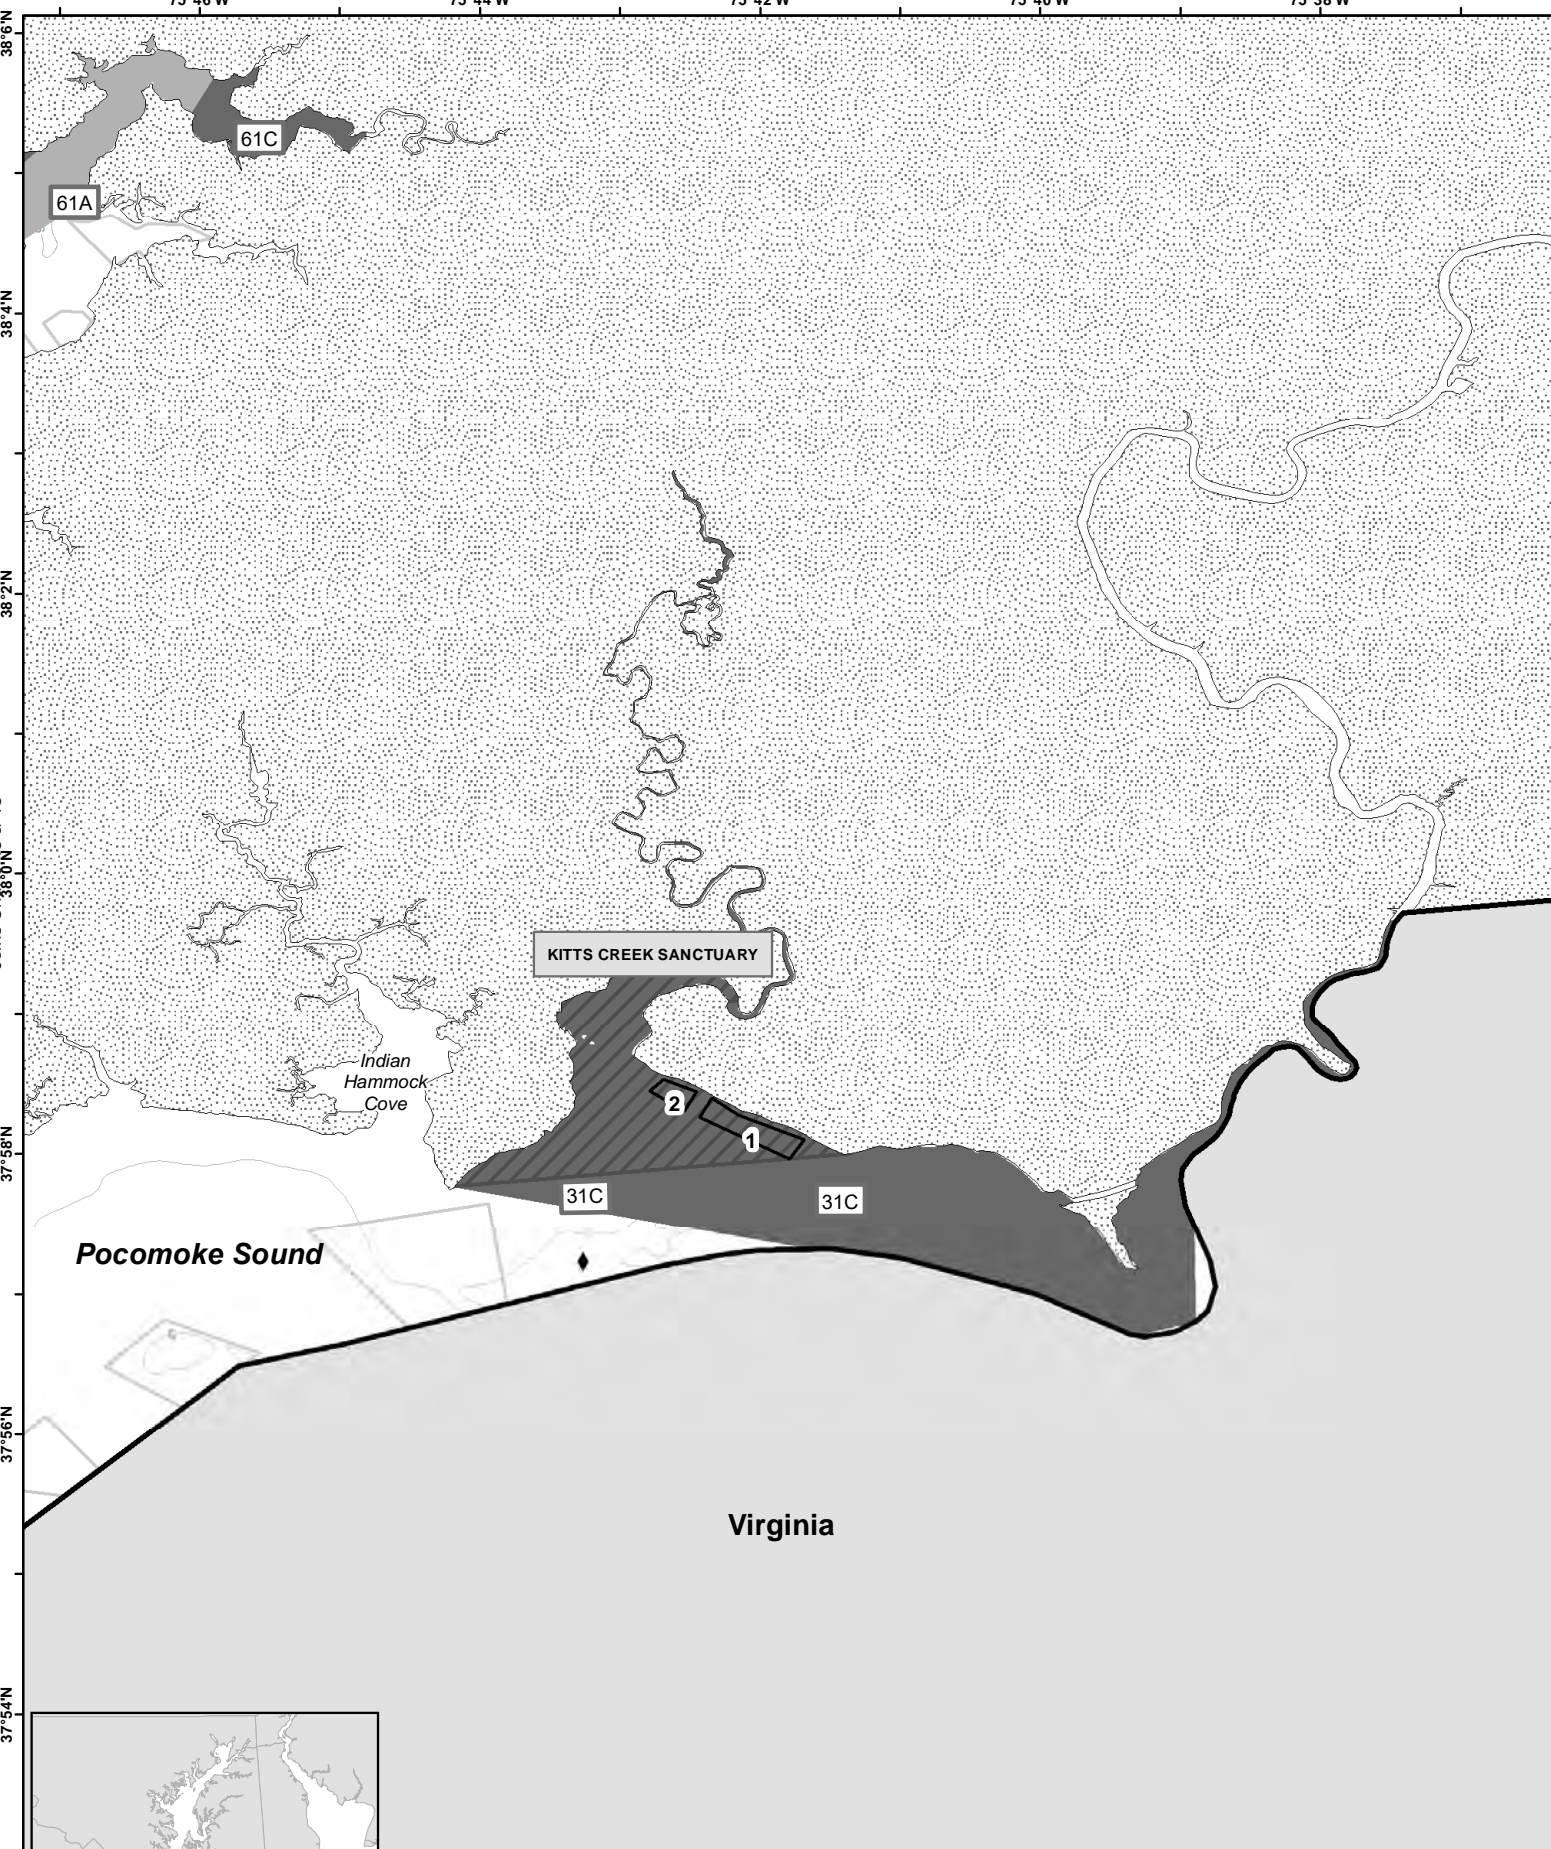 38°6'N
61C
61A
38°4'N
38°2'N
38°0'N
KITTS CREEK SANCTUARY
Indian
Hammock
Cove
2
1
37°58'N
31C
31C
Pocomoke Sound
37°56'N
Virginia
37°54'N